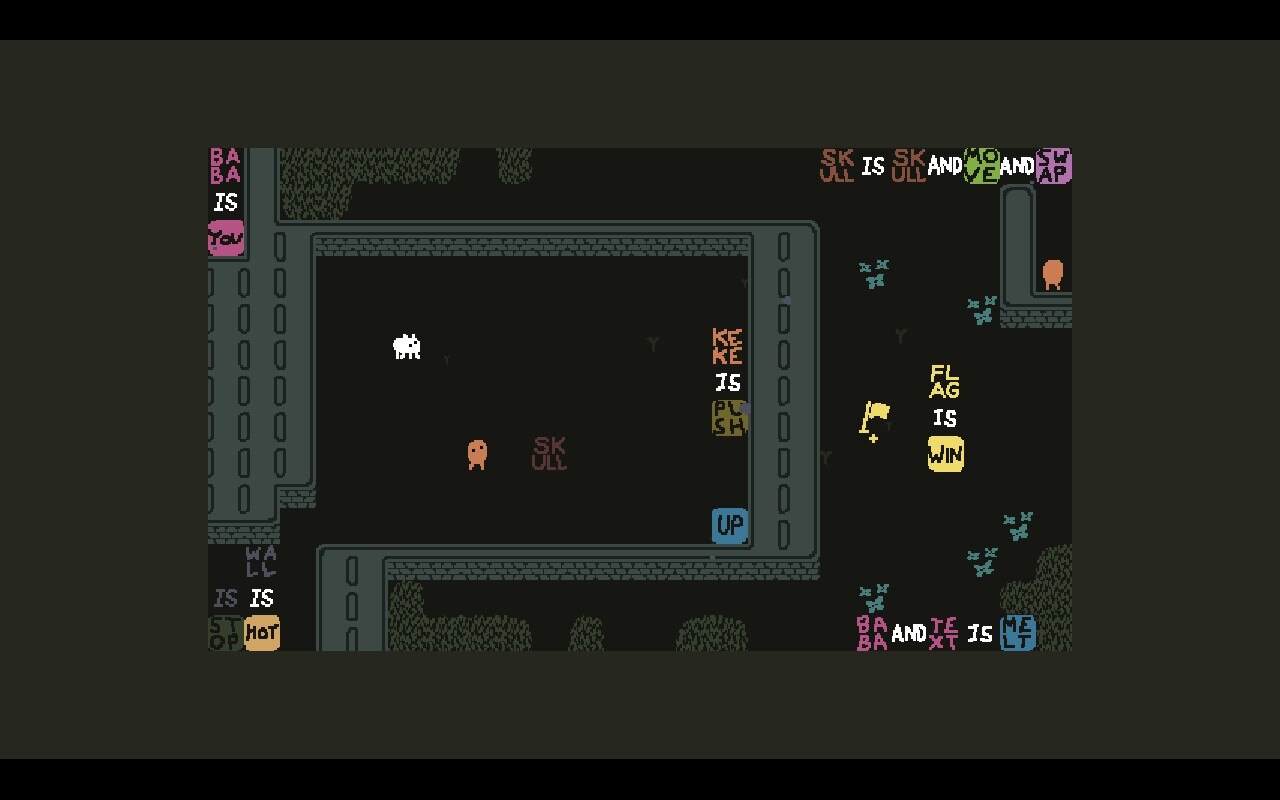 BABA
IS
YOU
SKULL IS SKULL AND MOVE AND SWAP
KEKE
IS
PUSH
FLAG
IS
WIN
SKULL
UP
WALL
IS IS
STOP HOT
BABA AND TEXT IS MELT